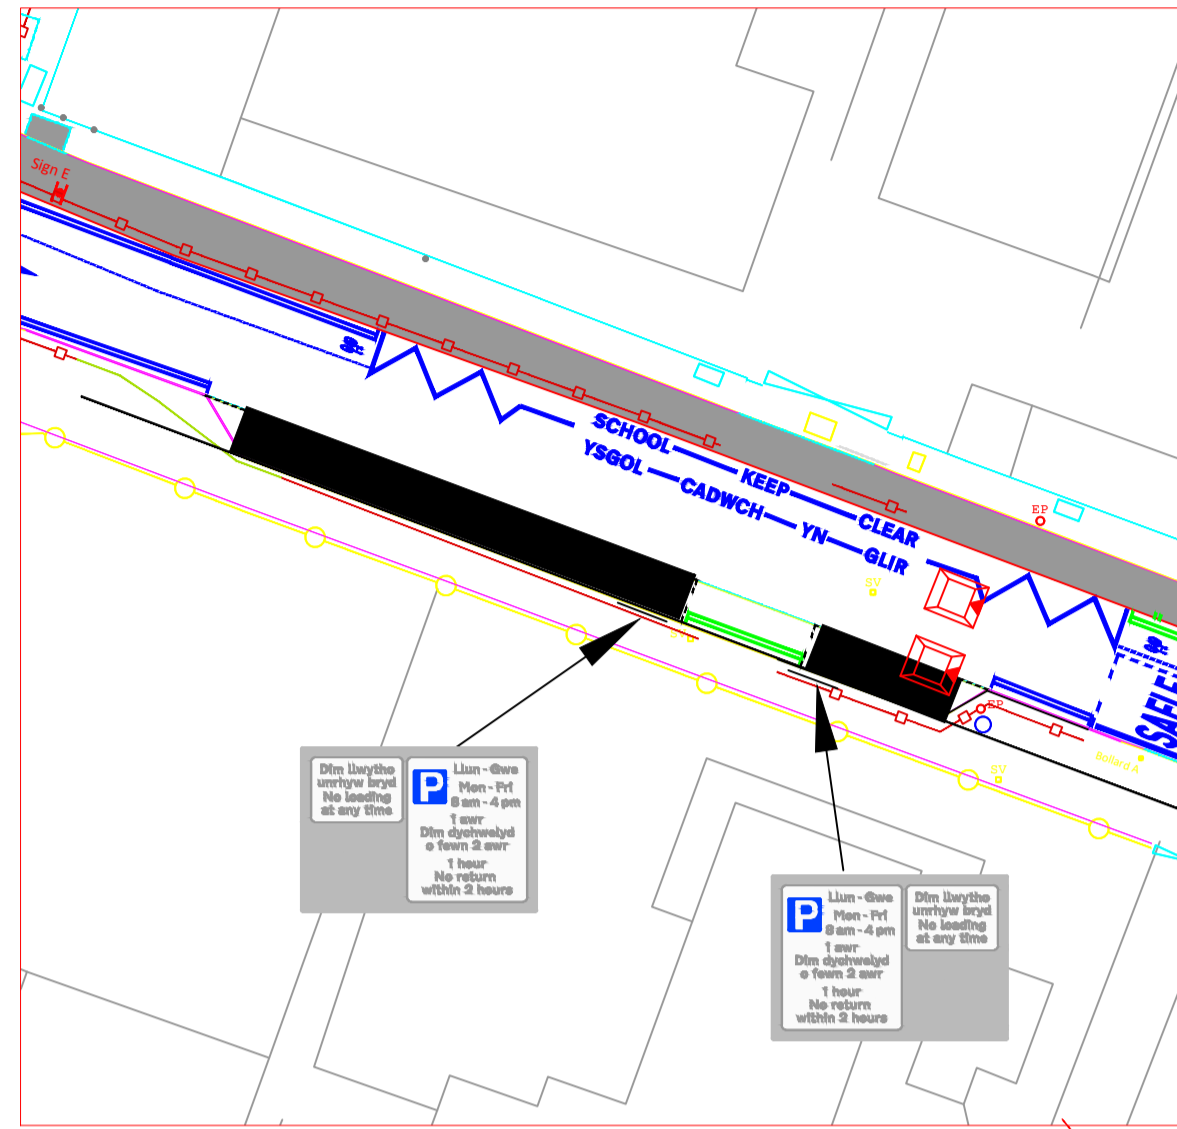 Sign E
SCHOOL KEEP CLEAR
YSGOL CADWCH YN GLIR
EP
SV
SV
EP
SV
Bollard A
SAFLE
Dim llwytho
unrhyw bryd
No loading
at any time
P
Llun - Gwe
Mon - Fri
8 am - 4 pm
1 awr
Dim dychwelyd
o fewn 2 awr
1 hour
No return
within 2 hours
P
Llun - Gwe
Mon - Fri
8 am - 4 pm
1 awr
Dim dychwelyd
o fewn 2 awr
1 hour
No return
within 2 hours
Dim llwytho
unrhyw bryd
No loading
at any time